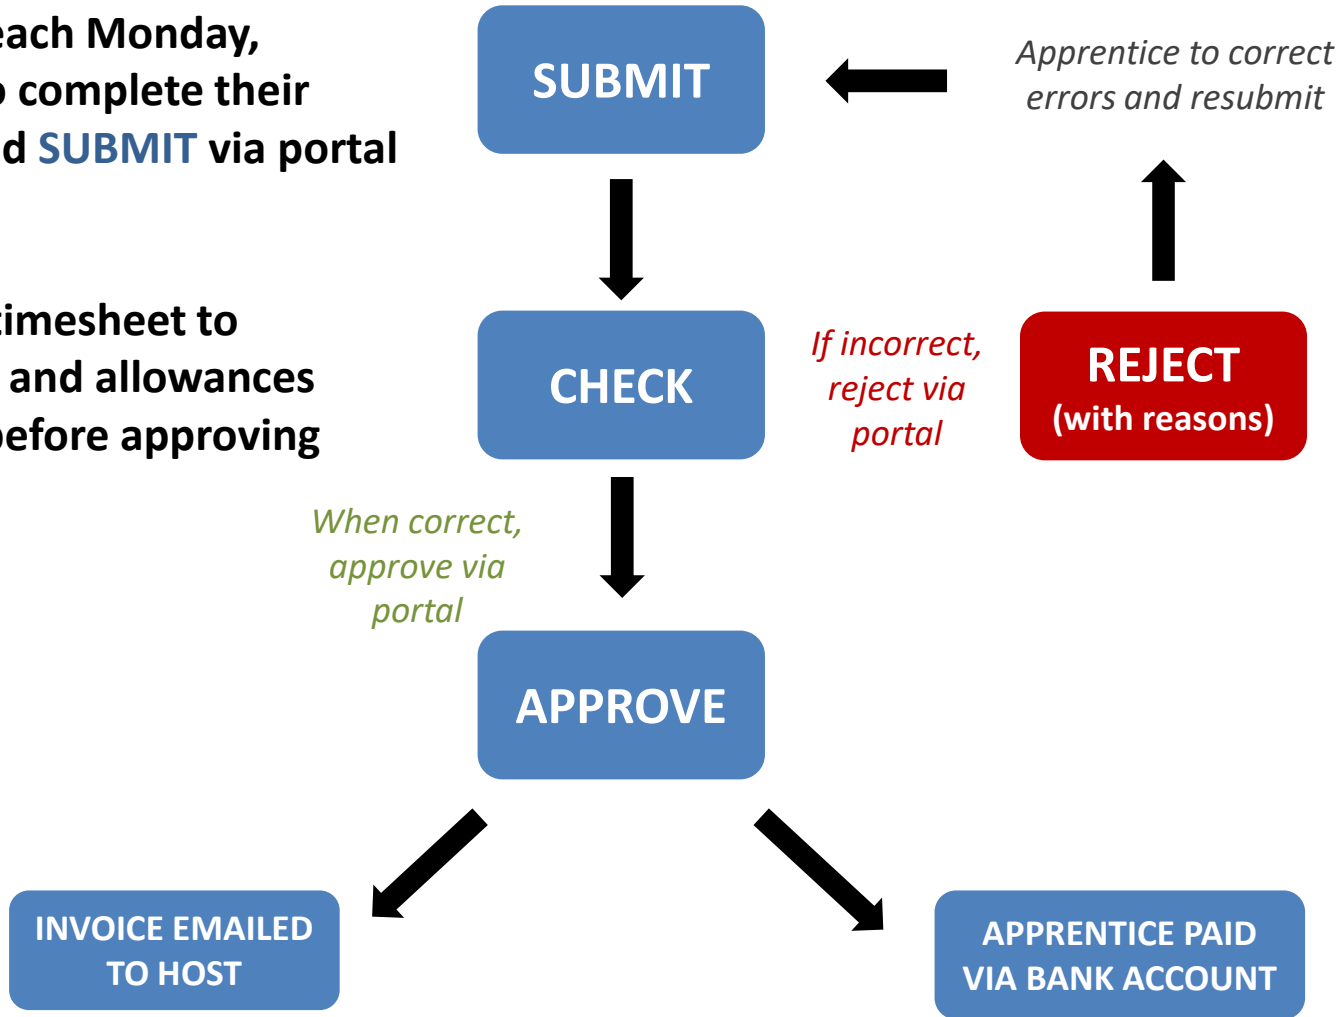 each Monday,
complete their
SUBMIT via portal
SUBMIT
Apprentice to correct
errors and resubmit
timesheet to
and allowances
before approving
CHECK
If incorrect,
reject via
portal
REJECT
(with reasons)
When correct,
approve via
portal
APPROVE
INVOICE EMAILED
TO HOST
APPRENTICE PAID
VIA BANK ACCOUNT